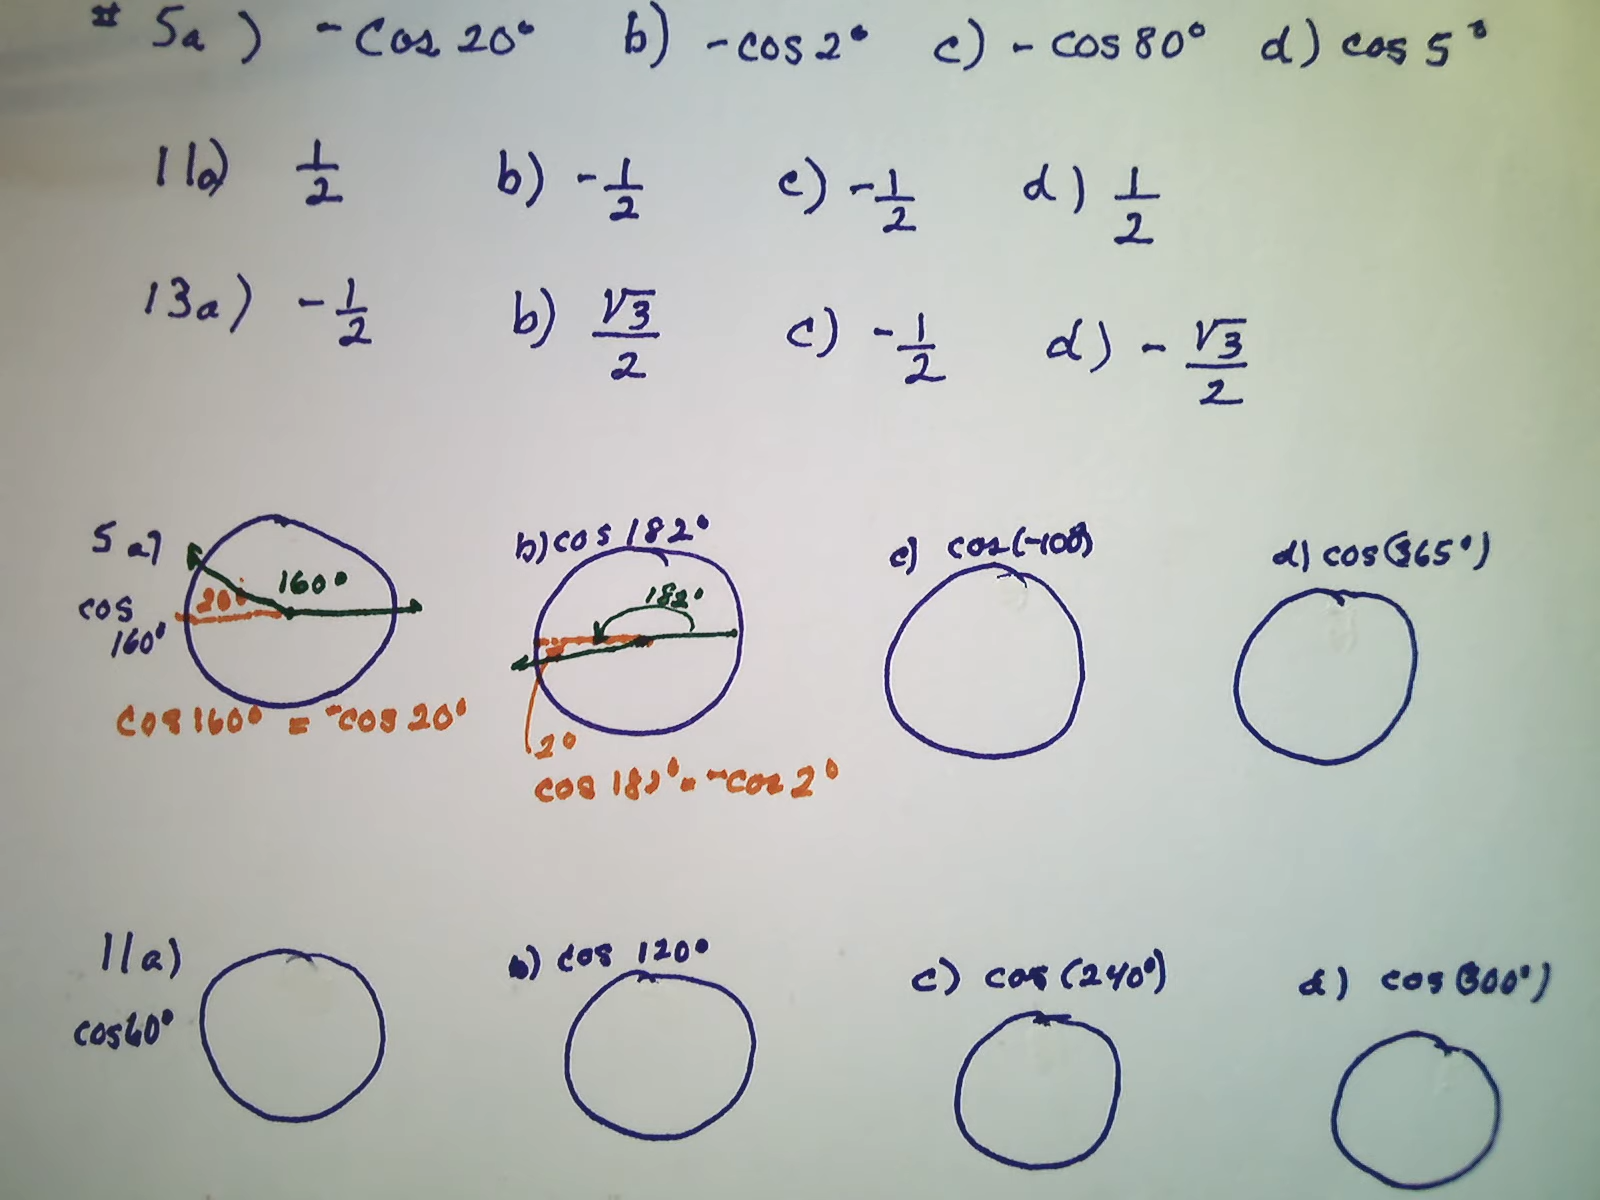 # 5a) -cos 20° b) -cos 2° c) - cos 80° d) cos 5°
11a) 1/2 b) -1/2 c) -1/2 d) 1/2
13a) -1/2 b) √3/2 c) -1/2 d) -√3/2
5a) b) cos 182° c) cos(-100) d) cos(365°)
cos 160°
160°
20°
182°
2°
cos 160° = -cos 20°
cos 182° = -cos 2°
11a) b) cos 120° c) cos (240°) d) cos (300°)
cos 60°